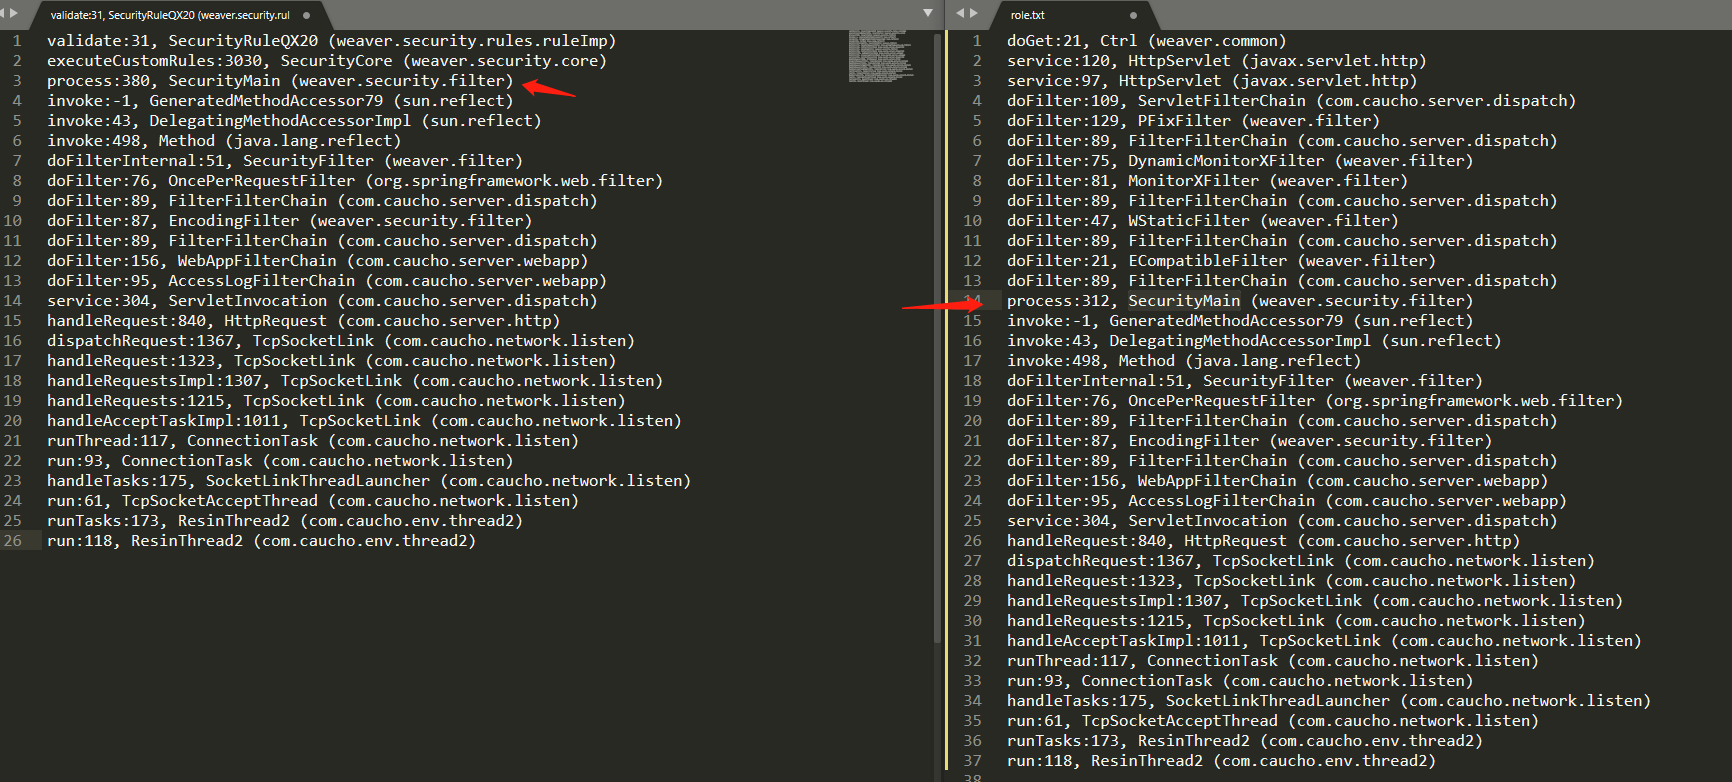 validate:31, SecurityRuleQX20 (weaver.security.rul
1 validate:31, SecurityRuleQX20 (weaver.security.rules.ruleImp)
2 executeCustomRules:3030, SecurityCore (weaver.security.core)
3 process:380, SecurityMain (weaver.security.filter)
4 invoke:-1, GeneratedMethodAccessor79 (sun.reflect)
5 invoke:43, DelegatingMethodAccessorImpl (sun.reflect)
6 invoke:498, Method (java.lang.reflect)
7 doFilterInternal:51, SecurityFilter (weaver.filter)
8 doFilter:76, OncePerRequestFilter (org.springframework.web.filter)
9 doFilter:89, FilterFilterChain (com.caucho.server.dispatch)
10 doFilter:87, EncodingFilter (weaver.security.filter)
11 doFilter:89, FilterFilterChain (com.caucho.server.dispatch)
12 doFilter:156, WebAppFilterChain (com.caucho.server.webapp)
13 doFilter:95, AccessLogFilterChain (com.caucho.server.webapp)
14 service:304, ServletInvocation (com.caucho.server.dispatch)
15 handleRequest:840, HttpRequest (com.caucho.server.http)
16 dispatchRequest:1367, TcpSocketLink (com.caucho.network.listen)
17 handleRequest:1323, TcpSocketLink (com.caucho.network.listen)
18 handleRequestsImpl:1307, TcpSocketLink (com.caucho.network.listen)
19 handleRequests:1215, TcpSocketLink (com.caucho.network.listen)
20 handleAcceptTaskImpl:1011, TcpSocketLink (com.caucho.network.listen)
21 runThread:117, ConnectionTask (com.caucho.network.listen)
22 run:93, ConnectionTask (com.caucho.network.listen)
23 handleTasks:175, SocketLinkThreadLauncher (com.caucho.network.listen)
24 run:61, TcpSocketAcceptThread (com.caucho.network.listen)
25 runTasks:173, ResinThread2 (com.caucho.env.thread2)
26 run:118, ResinThread2 (com.caucho.env.thread2)
role.txt
1 doGet:21, Ctrl (weaver.common)
2 service:120, HttpServlet (javax.servlet.http)
3 service:97, HttpServlet (javax.servlet.http)
4 doFilter:109, ServletFilterChain (com.caucho.server.dispatch)
5 doFilter:129, PFixFilter (weaver.filter)
6 doFilter:89, FilterFilterChain (com.caucho.server.dispatch)
7 doFilter:75, DynamicMonitorXFilter (weaver.filter)
8 doFilter:81, MonitorXFilter (weaver.filter)
9 doFilter:89, FilterFilterChain (com.caucho.server.dispatch)
10 doFilter:47, WStaticFilter (weaver.filter)
11 doFilter:89, FilterFilterChain (com.caucho.server.dispatch)
12 doFilter:21, ECompatibleFilter (weaver.filter)
13 doFilter:89, FilterFilterChain (com.caucho.server.dispatch)
14 process:312, SecurityMain (weaver.security.filter)
15 invoke:-1, GeneratedMethodAccessor79 (sun.reflect)
16 invoke:43, DelegatingMethodAccessorImpl (sun.reflect)
17 invoke:498, Method (java.lang.reflect)
18 doFilterInternal:51, SecurityFilter (weaver.filter)
19 doFilter:76, OncePerRequestFilter (org.springframework.web.filter)
20 doFilter:89, FilterFilterChain (com.caucho.server.dispatch)
21 doFilter:87, EncodingFilter (weaver.security.filter)
22 doFilter:89, FilterFilterChain (com.caucho.server.dispatch)
23 doFilter:156, WebAppFilterChain (com.caucho.server.webapp)
24 doFilter:95, AccessLogFilterChain (com.caucho.server.webapp)
25 service:304, ServletInvocation (com.caucho.server.dispatch)
26 handleRequest:840, HttpRequest (com.caucho.server.http)
27 dispatchRequest:1367, TcpSocketLink (com.caucho.network.listen)
28 handleRequest:1323, TcpSocketLink (com.caucho.network.listen)
29 handleRequestsImpl:1307, TcpSocketLink (com.caucho.network.listen)
30 handleRequests:1215, TcpSocketLink (com.caucho.network.listen)
31 handleAcceptTaskImpl:1011, TcpSocketLink (com.caucho.network.listen)
32 runThread:117, ConnectionTask (com.caucho.network.listen)
33 run:93, ConnectionTask (com.caucho.network.listen)
34 handleTasks:175, SocketLinkThreadLauncher (com.caucho.network.listen)
35 run:61, TcpSocketAcceptThread (com.caucho.network.listen)
36 runTasks:173, ResinThread2 (com.caucho.env.thread2)
37 run:118, ResinThread2 (com.caucho.env.thread2)
38